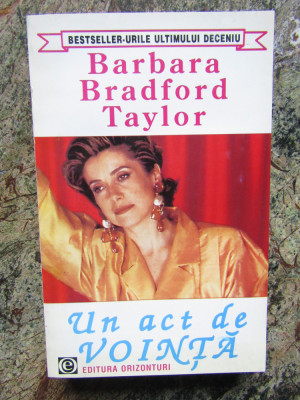 BESTSELLER-URILE ULTIMULUI DECENIU
Barbara
Bradford
Taylor
Un act de
VOINȚĂ
e EDITURA ORIZONTURI